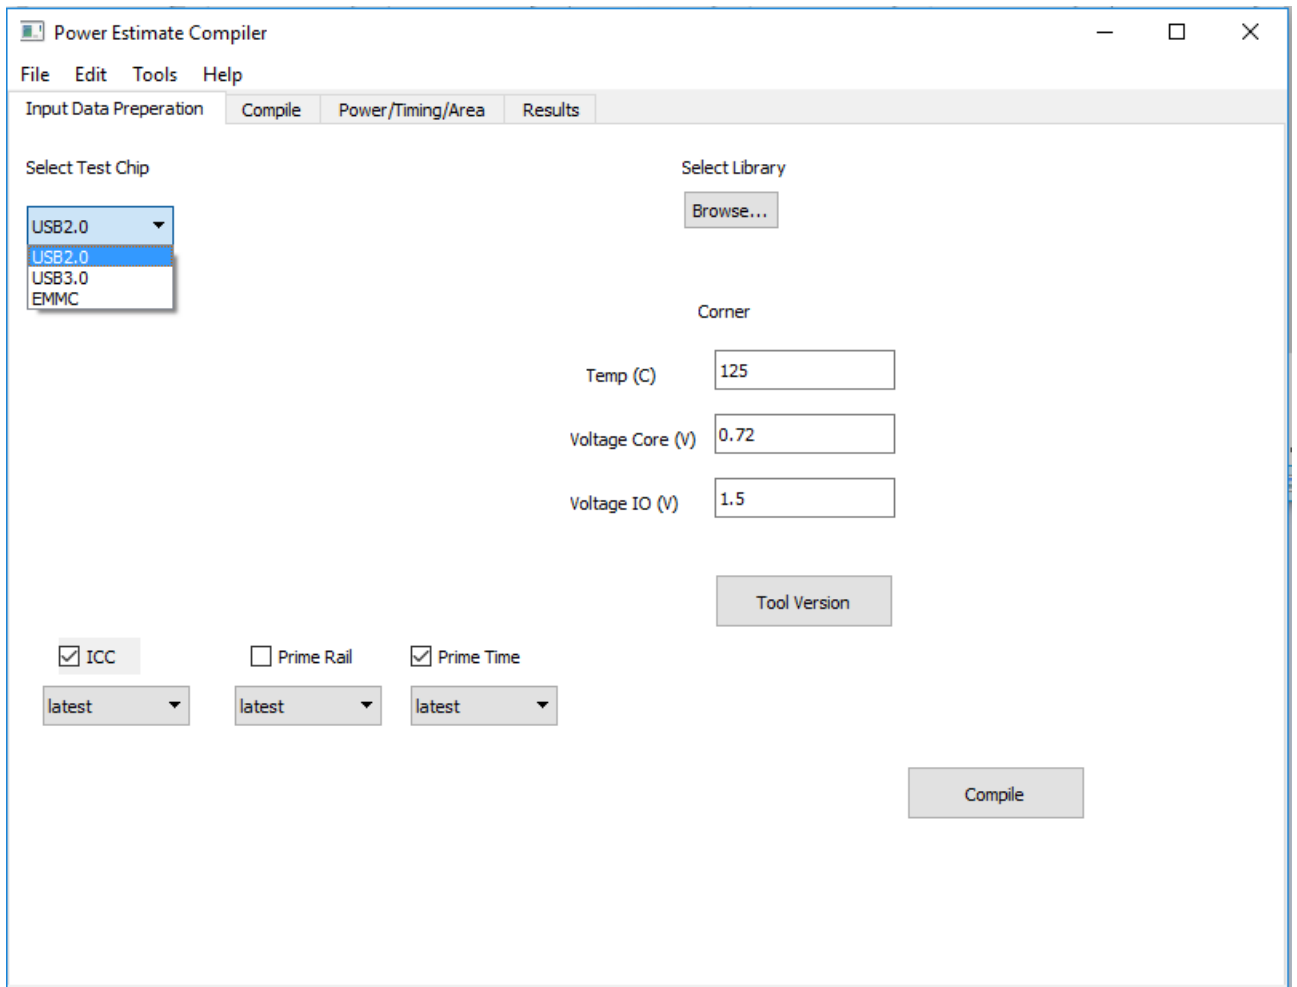 Power Estimate Compiler
File Edit Tools Help
Input Data Preperation Compile Power/Timing/Area Results
Select Test Chip Select Library
USB2.0 Browse...
USB2.0
USB3.0
EMMC
Corner
Temp (C) 125
Voltage Core (V) 0.72
Voltage IO (V) 1.5
Tool Version
ICC Prime Rail Prime Time
latest latest latest
Compile